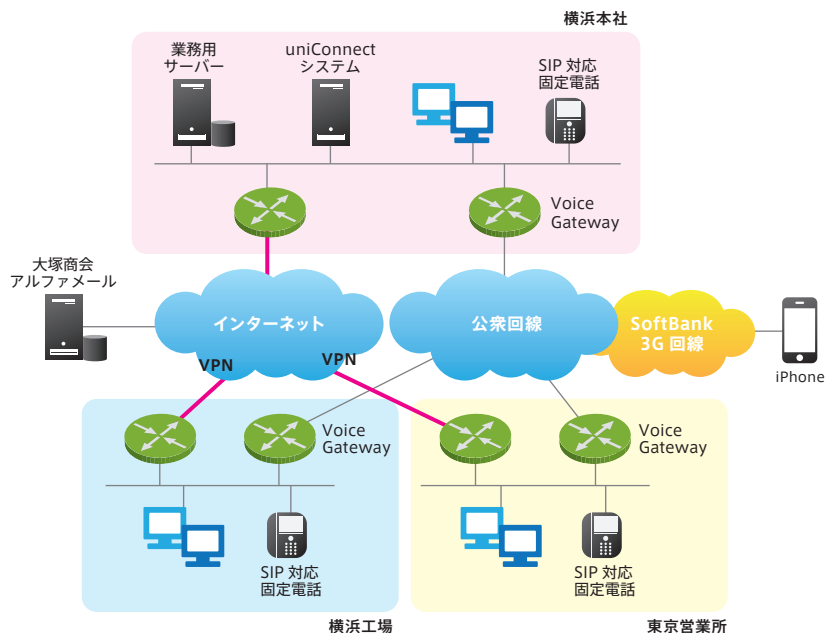 横浜本社
業務用
サーバー
uniConnect
システム
SIP 対応
固定電話
Voice
Gateway
大塚商会
アルファメール
インターネット
公衆回線
SoftBank
3G 回線
iPhone
VPN
VPN
Voice
Gateway
Voice
Gateway
SIP 対応
固定電話
SIP 対応
固定電話
横浜工場
東京営業所